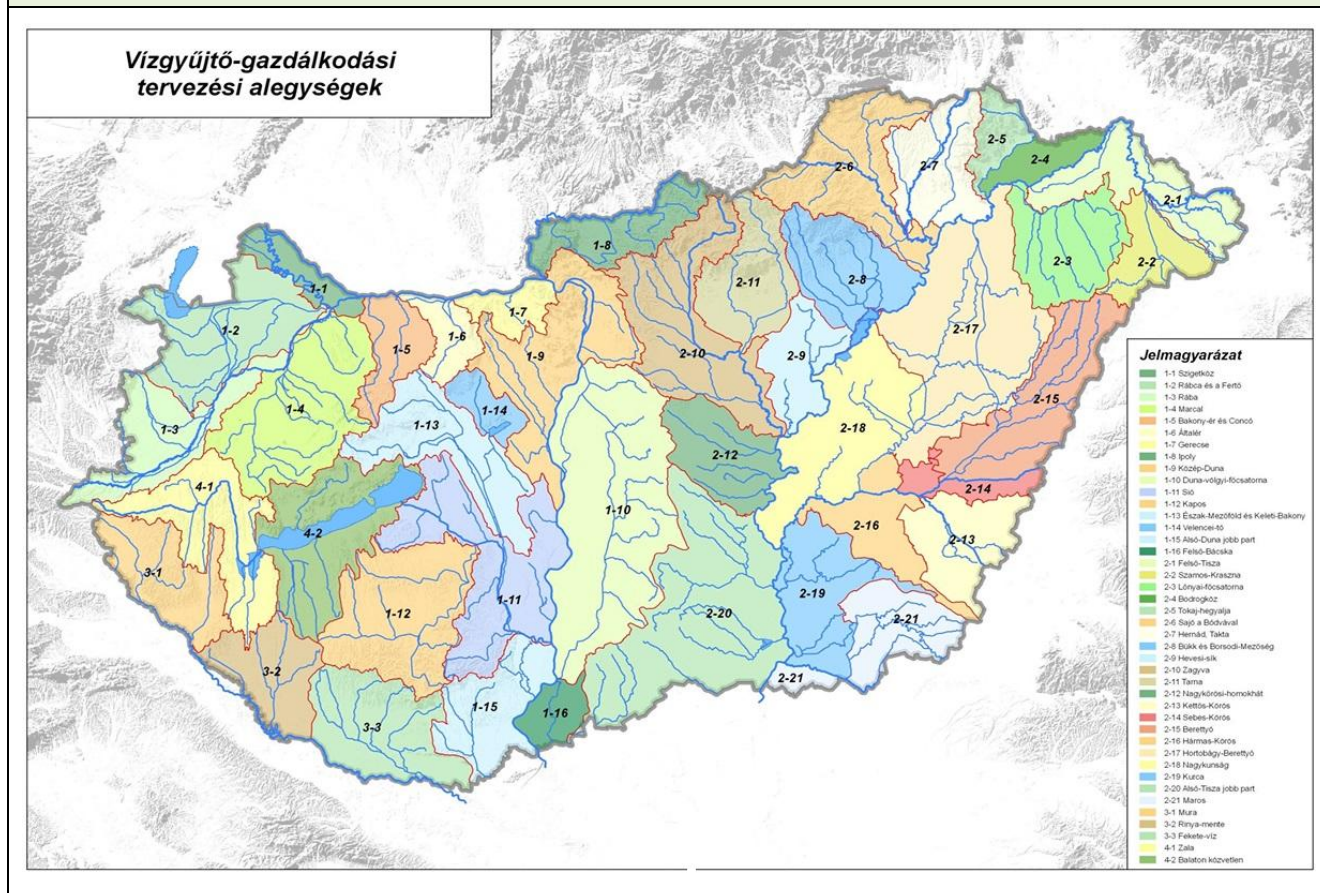 Vízgyűjtő-gazdálkodási
tervezési alegységek
2-5
2-4
2-6
2-7
2-1
1-8
2-3
2-2
1-1
2-11
2-8
1-2
1-7
1-6
1-5
1-9
2-17
2-10
2-9
1-14
1-4
1-3
1-13
2-15
2-18
2-12
4-1
2-14
1-10
4-2
2-16
2-13
3-1
2-19
1-12
1-11
2-20
2-21
3-2
2-21
1-15
1-16
3-3
Jelmagyarázat
1-1 Szigetköz
1-2 Rábca és a Fertő
1-3 Rába
1-4 Marcal
1-5 Bakony-ér és Concó
1-6 Általér
1-7 Gerecse
1-8 Ipoly
1-9 Közép-Duna
1-10 Duna-völgyi-főcsatorna
1-11 Sió
1-12 Kapos
1-13 Észak-Mezőföld és Keleti-Bakony
1-14 Velencei-tó
1-15 Alsó-Duna jobb part
1-16 Felső-Bácska
2-1 Felső-Tisza
2-2 Szamos-Kraszna
2-3 Lónyai-főcsatorna
2-4 Bodrogköz
2-5 Tokaj-hegyalja
2-6 Sajó a Bódvával
2-7 Hernád, Takta
2-8 Bükk és Borsodi-Mezőség
2-9 Hevesi-sík
2-10 Zagyva
2-11 Tarna
2-12 Nagykőrösi-homokhát
2-13 Kettős-Körös
2-14 Sebes-Körös
2-15 Berettyó
2-16 Hármas-Körös
2-17 Hortobágy-Berettyó
2-18 Nagykunság
2-19 Kurca
2-20 Alsó-Tisza jobb part
2-21 Maros
3-1 Mura
3-2 Rinya-mente
3-3 Fekete-víz
4-1 Zala
4-2 Balaton közvetlen